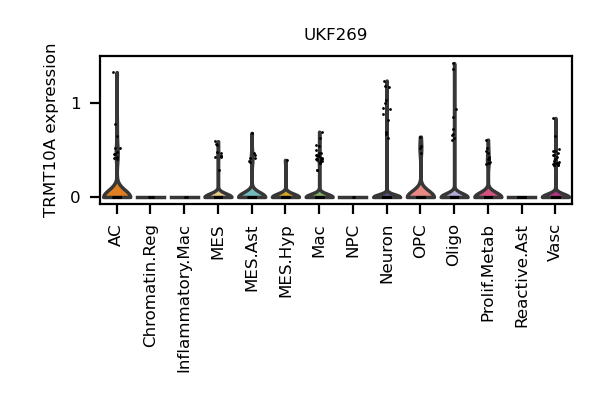 UKF269
TRMT10A expression
1
0
AC
Chromatin.Reg
Inflammatory.Mac
MES
MES.Ast
MES.Hyp
Mac
NPC
Neuron
OPC
Oligo
Prolif.Metab
Reactive.Ast
Vasc